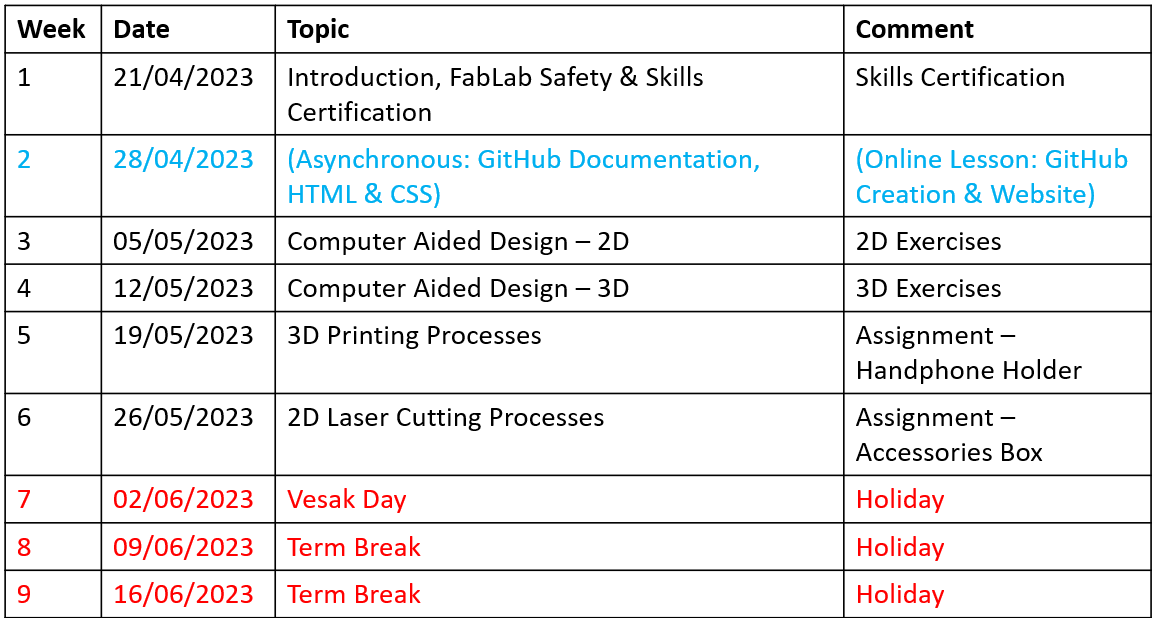 Week Date Topic Comment
1 21/04/2023 Introduction, FabLab Safety & Skills Skills Certification
Certification
2 28/04/2023 (Asynchronous: GitHub Documentation, (Online Lesson: GitHub
HTML & CSS) Creation & Website)
3 05/05/2023 Computer Aided Design – 2D 2D Exercises
4 12/05/2023 Computer Aided Design – 3D 3D Exercises
5 19/05/2023 3D Printing Processes Assignment –
Handphone Holder
6 26/05/2023 2D Laser Cutting Processes Assignment –
Accessories Box
7 02/06/2023 Vesak Day Holiday
8 09/06/2023 Term Break Holiday
9 16/06/2023 Term Break Holiday